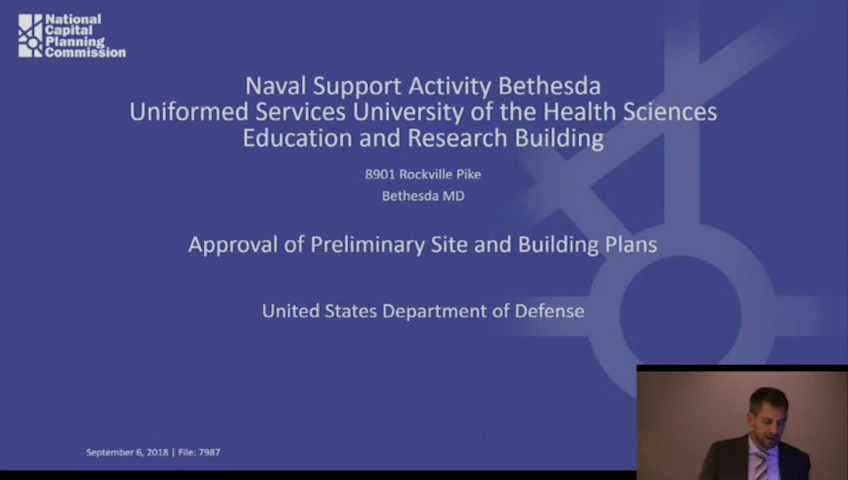 National
Capital
Planning
Commission
Naval Support Activity Bethesda
Uniformed Services University of the Health Sciences
Education and Research Building
8901 Rockville Pike
Bethesda MD
Approval of Preliminary Site and Building Plans
United States Department of Defense
September 6, 2018 | File: 7987